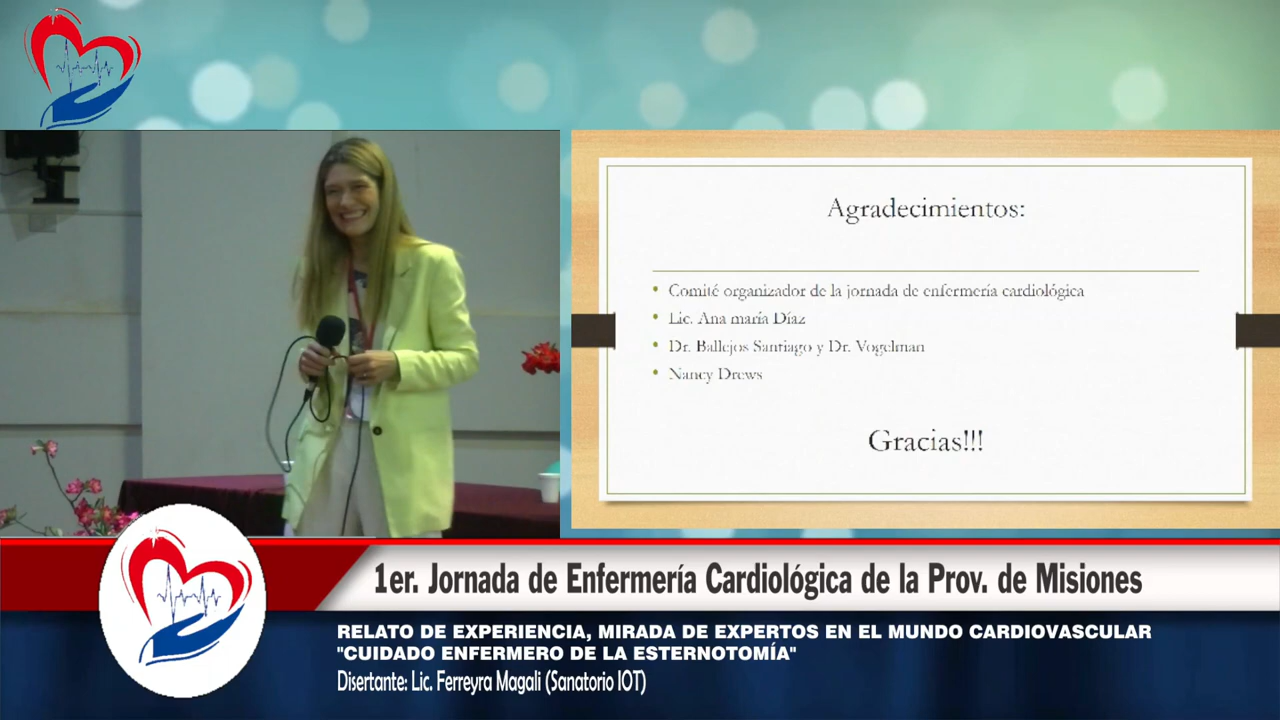 Agradecimientos:
• Comité organizador de la jornada de enfermería cardiológica
• Lic. Ana maría Díaz
• Dr. Ballejos Santiago y Dr. Vogelman
• Nancy Drews
Gracias!!!
1er. Jornada de Enfermería Cardiológica de la Prov. de Misiones
RELATO DE EXPERIENCIA, MIRADA DE EXPERTOS EN EL MUNDO CARDIOVASCULAR
"CUIDADO ENFERMERO DE LA ESTERNOTOMÍA"
Disertante: Lic. Ferreyra Magali (Sanatorio IOT)